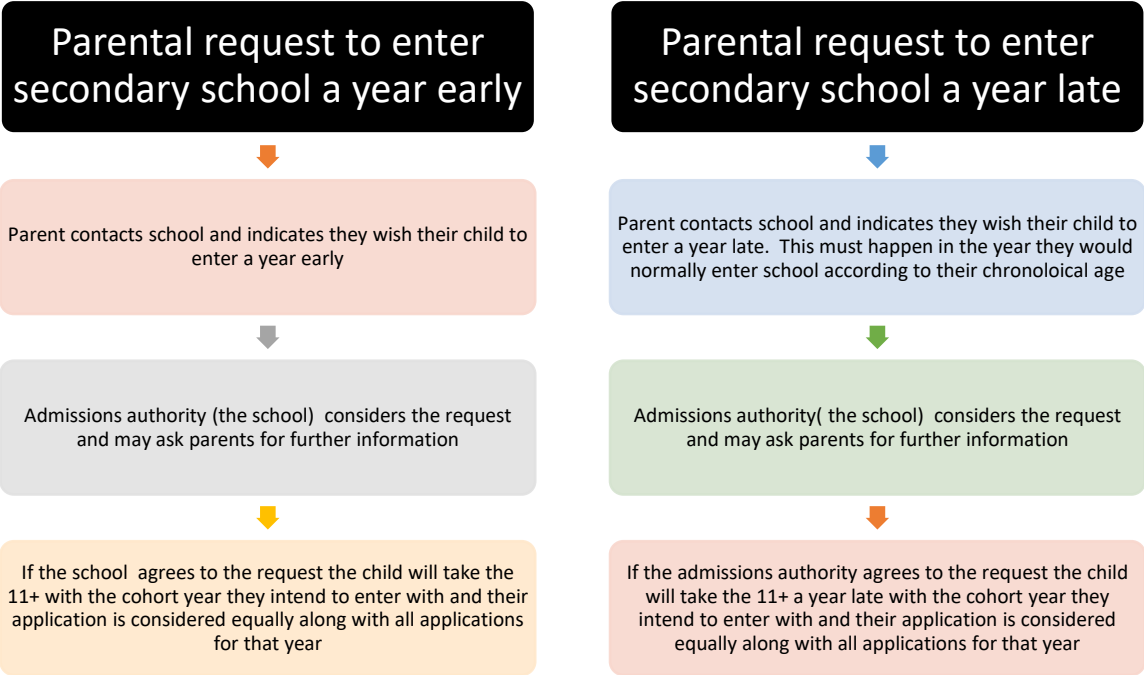 Parental request to enter
secondary school a year early
Parent contacts school and indicates they wish their child to
enter a year early
Admissions authority (the school)  considers the request
and may ask parents for further information
If the school  agrees to the request the child will take the
11+ with the cohort year they intend to enter with and their
application is considered equally along with all applications
for that year
Parental request to enter
secondary school a year late
Parent contacts school and indicates they wish their child to
enter a year late.  This must happen in the year they would
normally enter school according to their chronoloical age
Admissions authority( the school)  considers the request
and may ask parents for further information
If the admissions authority agrees to the request the child
will take the 11+ a year late with the cohort year they
intend to enter with and their application is considered
equally along with all applications for that year